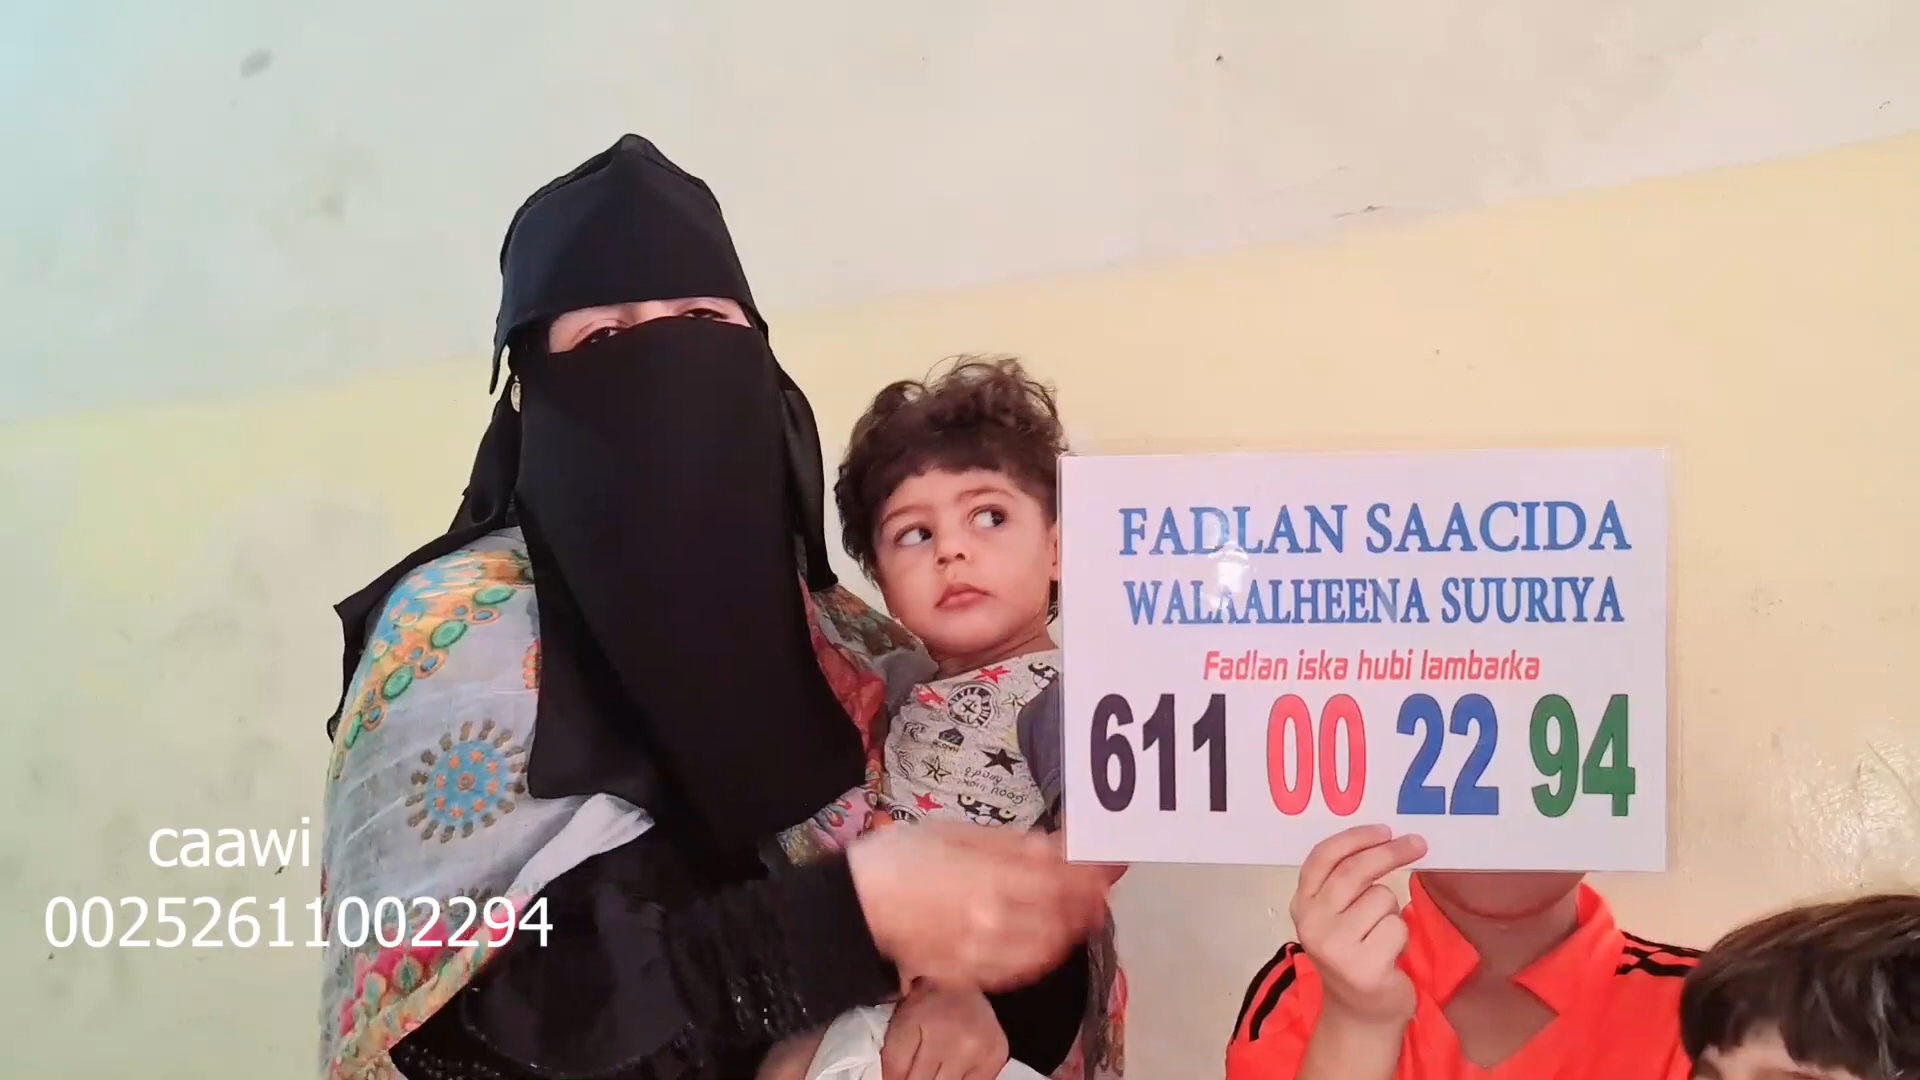 FADLAN SAACIDA
WALAALHEENA SUURIYA
Fadlan iska hubi lambarka
611 00 22 94
caawi
00252611002294